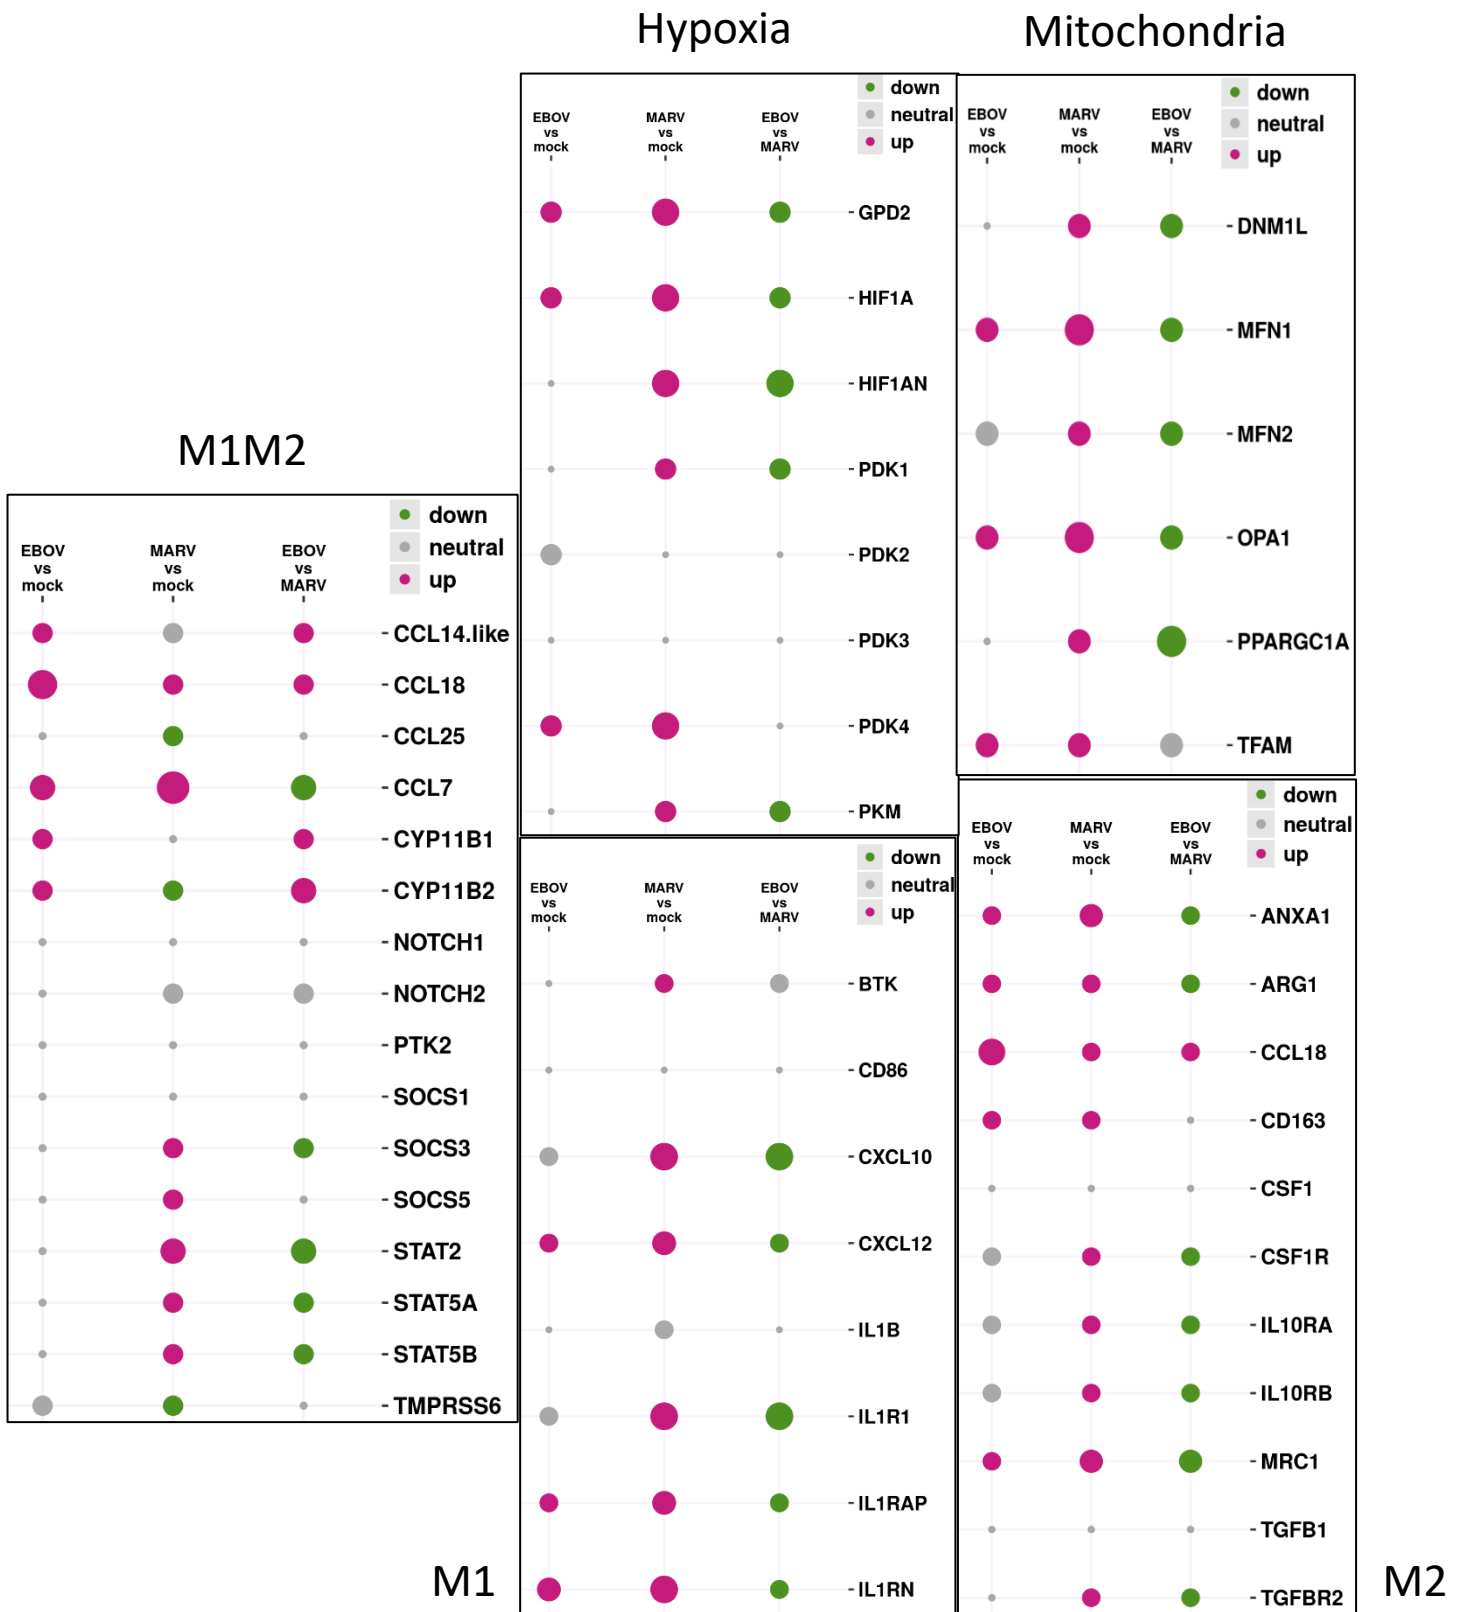 Hypoxia
Mitochondria
M1M2
EBOV
vs
mock
MARV
vs
mock
EBOV
vs
MARV
down
neutral
up
GPD2
HIF1A
HIF1AN
PDK1
PDK2
PDK3
PDK4
PKM
EBOV
vs
mock
MARV
vs
mock
EBOV
vs
MARV
down
neutral
up
DNM1L
MFN1
MFN2
OPA1
PPARGC1A
TFAM
EBOV
vs
mock
MARV
vs
mock
EBOV
vs
MARV
down
neutral
up
CCL14.like
CCL18
CCL25
CCL7
CYP11B1
CYP11B2
NOTCH1
NOTCH2
PTK2
SOCS1
SOCS3
SOCS5
STAT2
STAT5A
STAT5B
TMPRSS6
EBOV
vs
mock
MARV
vs
mock
EBOV
vs
MARV
down
neutral
up
BTK
CD86
CXCL10
CXCL12
IL1B
IL1R1
IL1RAP
IL1RN
M1
EBOV
vs
mock
MARV
vs
mock
EBOV
vs
MARV
down
neutral
up
ANXA1
ARG1
CCL18
CD163
CSF1
CSF1R
IL10RA
IL10RB
MRC1
TGFB1
TGFBR2
M2